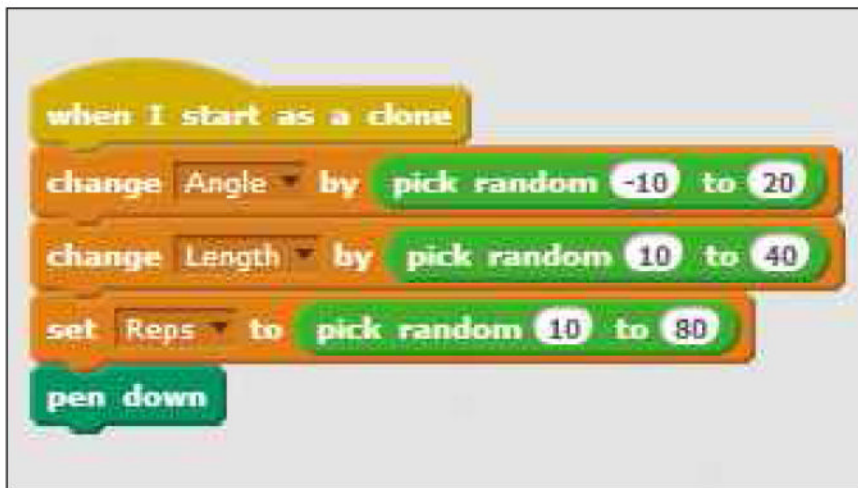 when I start as a clone
change Angle by pick random -10 to 20
change Length by pick random 10 to 40
set Reps to pick random 10 to 80
pen down